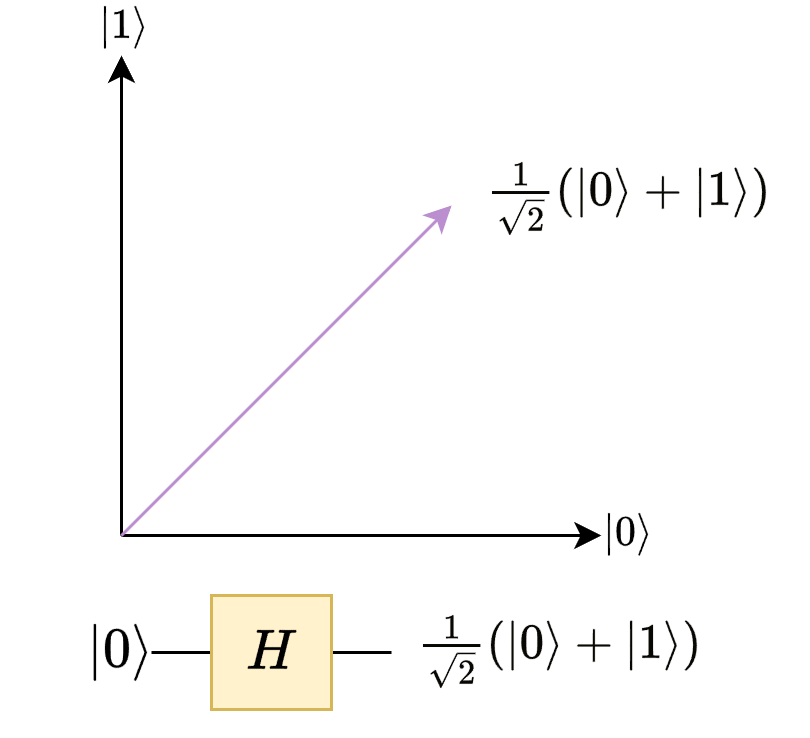 |1⟩
1/√2 (|0⟩ + |1⟩)
|0⟩
|0⟩ H 1/√2 (|0⟩ + |1⟩)